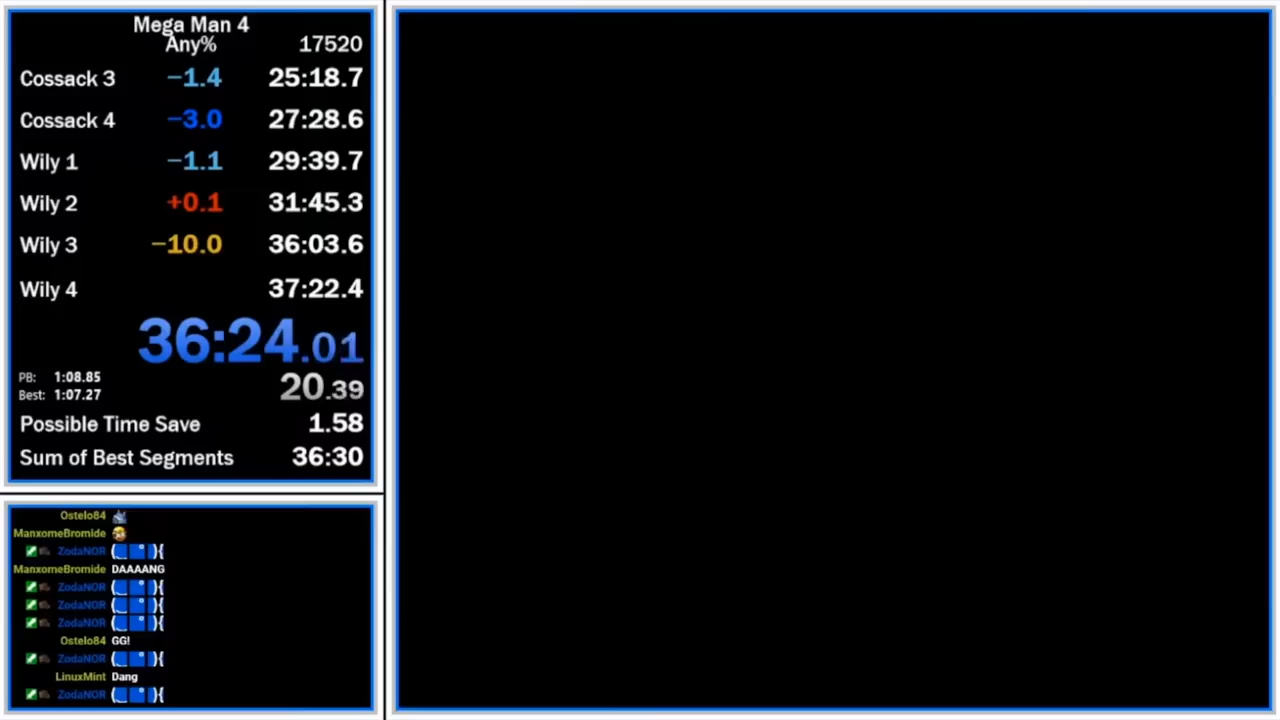 Mega Man 4
Any% 17520
Cossack 3 −1.4 25:18.7
Cossack 4 −3.0 27:28.6
Wily 1 −1.1 29:39.7
Wily 2 +0.1 31:45.3
Wily 3 −10.0 36:03.6
Wily 4 37:22.4
36:24.01
PB: 1:08.85
Best: 1:07.27
20.39
Possible Time Save 1.58
Sum of Best Segments 36:30
Ostelo84
ManxomeBromide
ZodaNOR
ManxomeBromide DAAAANG
ZodaNOR
ZodaNOR
ZodaNOR
Ostelo84 GG!
ZodaNOR
LinuxMint Dang
ZodaNOR